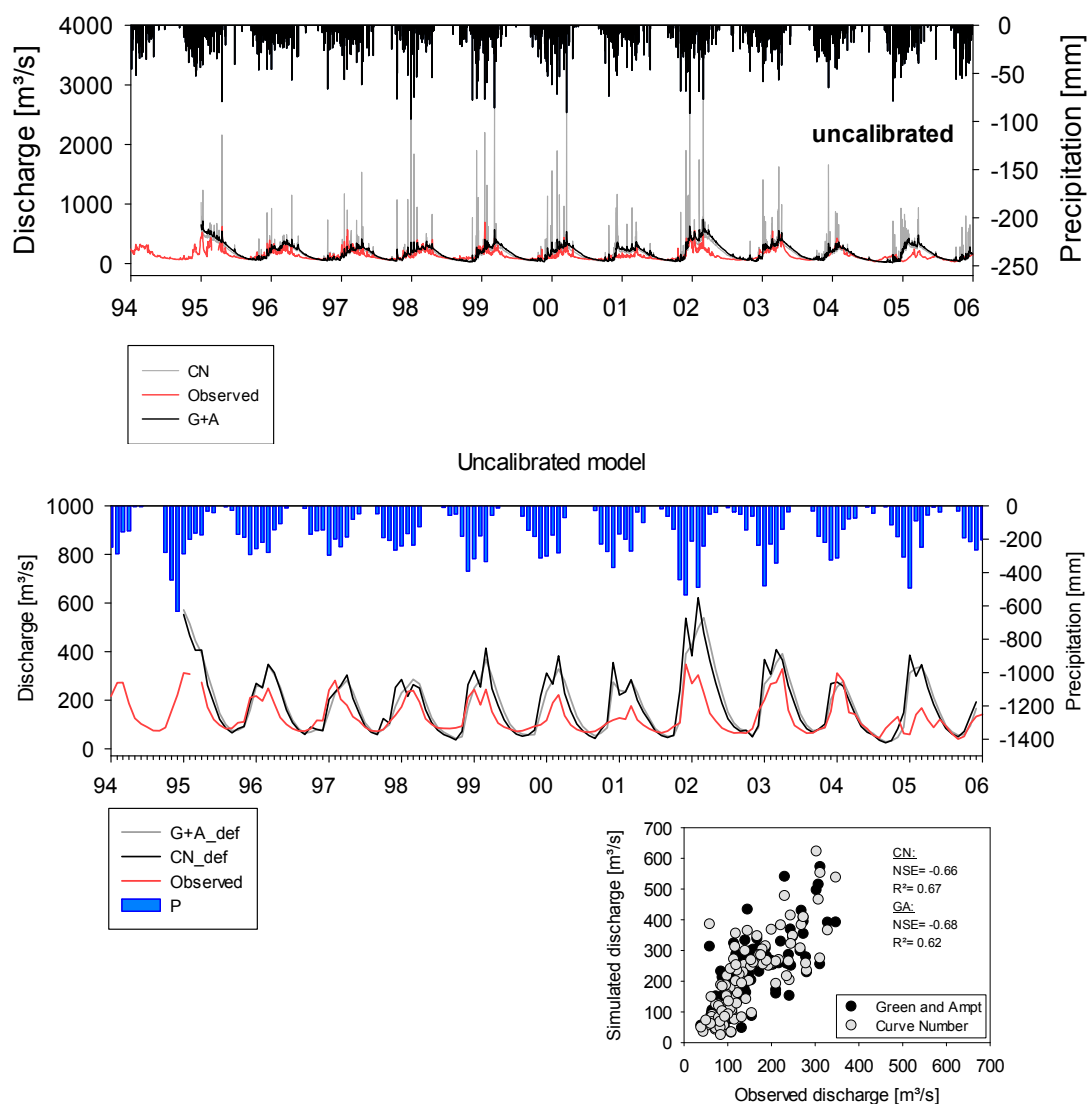 Discharge [m³/s]
4000
3000
2000
1000
0
Precipitation [mm]
0
-50
-100
-150
-200
-250
uncalibrated
94 95 96 97 98 99 00 01 02 03 04 05 06
CN
Observed
G+A
Uncalibrated model
Discharge [m³/s]
1000
800
600
400
200
0
Precipitation [mm]
0
-200
-400
-600
-800
-1000
-1200
-1400
94 95 96 97 98 99 00 01 02 03 04 05 06
G+A_def
CN_def
Observed
P
Simulated discharge [m³/s]
700
600
500
400
300
200
100
0
CN:
NSE= -0.66
R²= 0.67
GA:
NSE= -0.68
R²= 0.62
Green and Ampt
Curve Number
0 100 200 300 400 500 600 700
Observed discharge [m³/s]